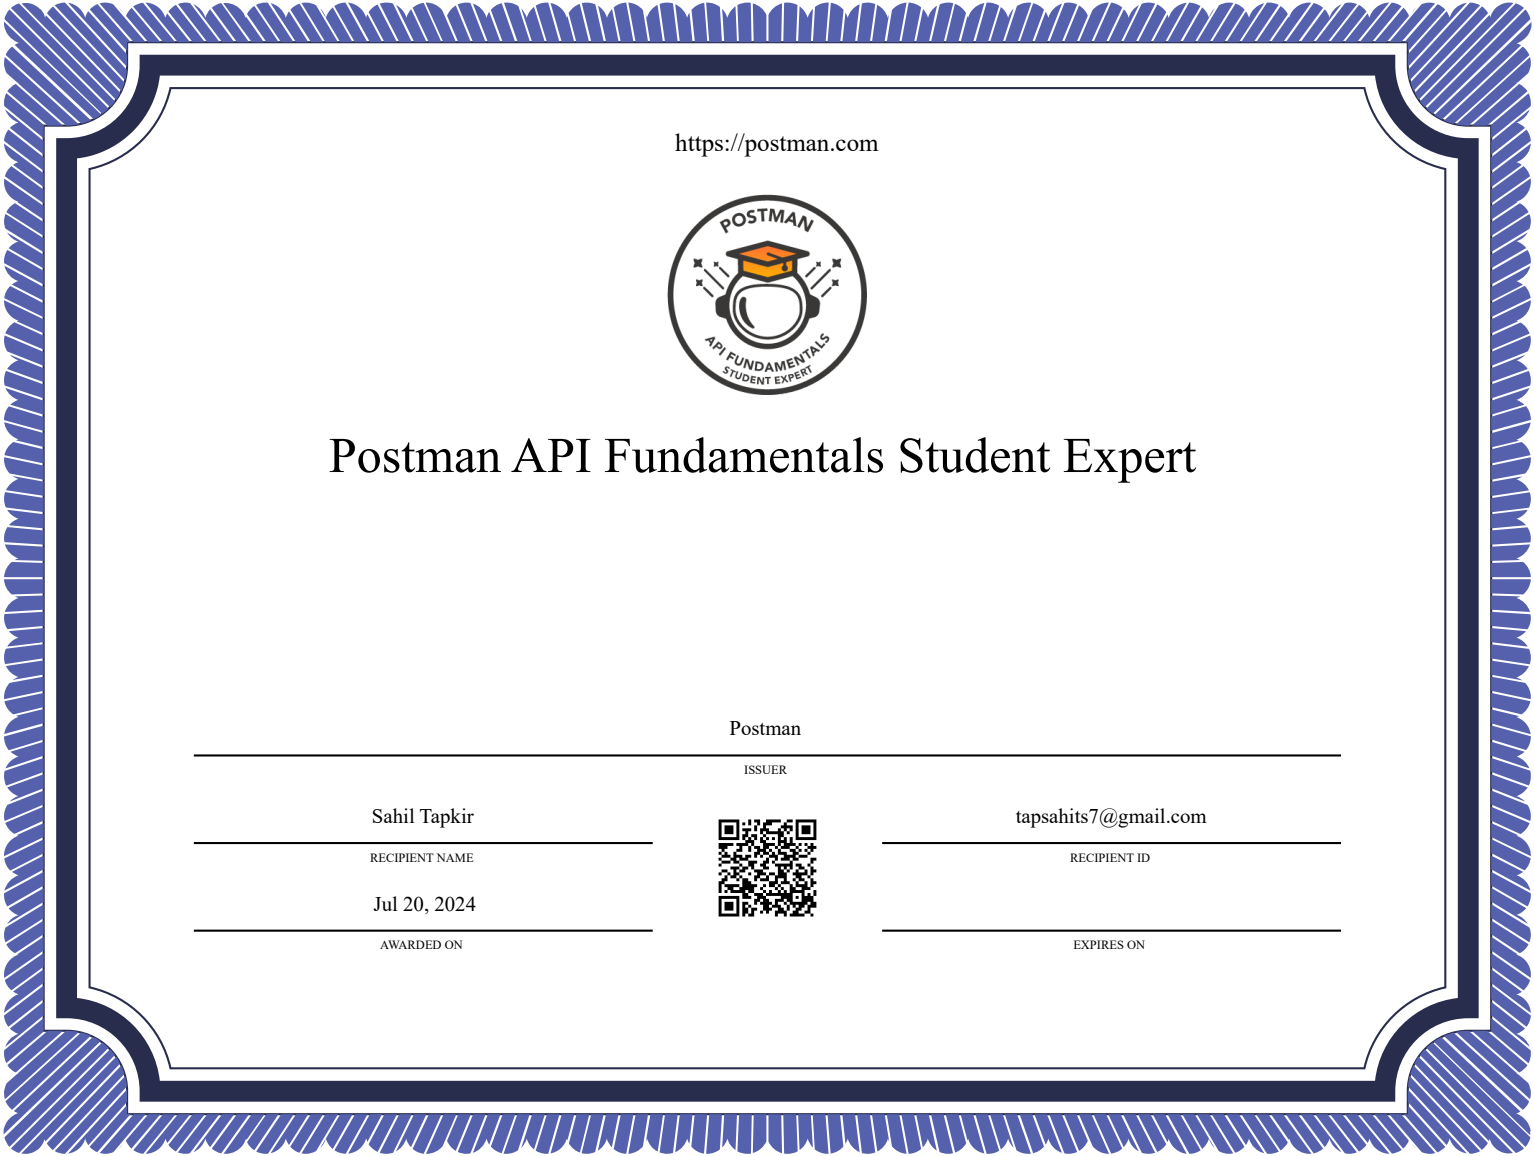 https://postman.com
POSTMAN
API FUNDAMENTALS
STUDENT EXPERT
Postman API Fundamentals Student Expert
Postman
ISSUER
Sahil Tapkir
RECIPIENT NAME
tapsahits7@gmail.com
RECIPIENT ID
Jul 20, 2024
AWARDED ON
EXPIRES ON